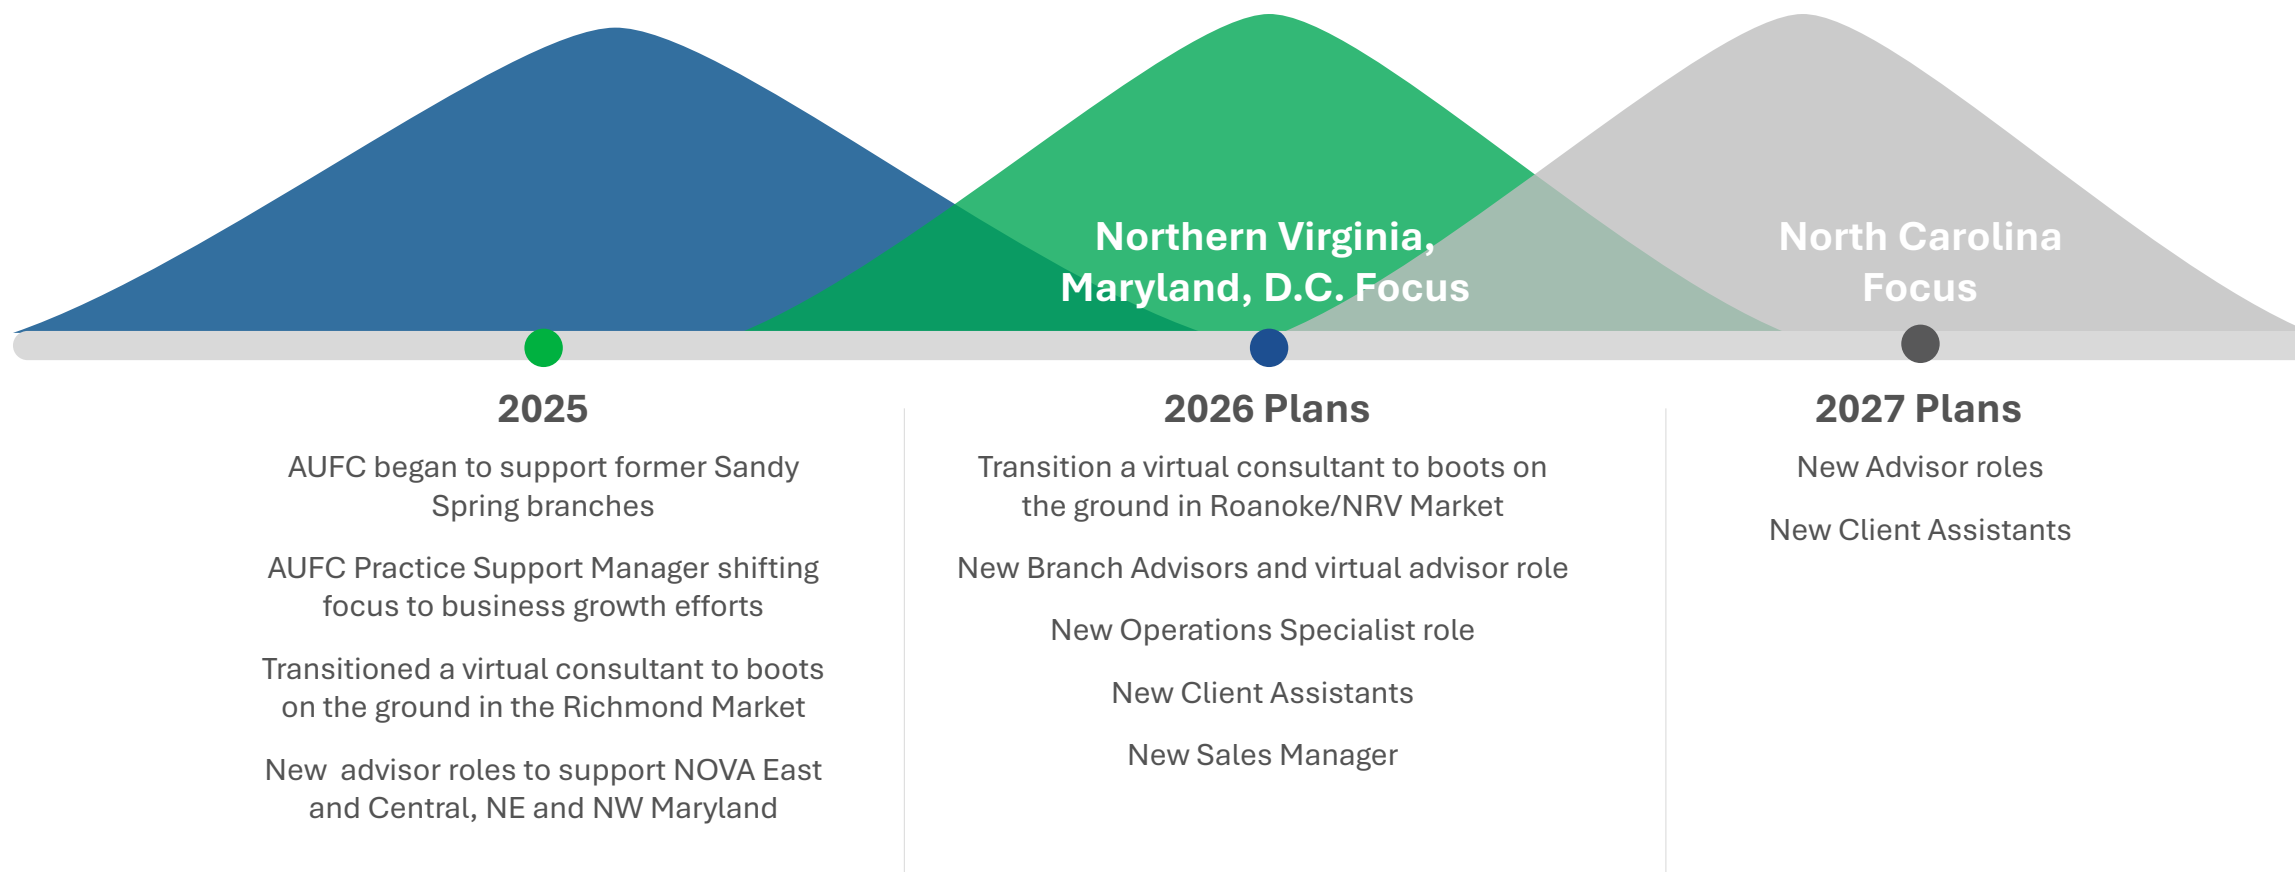 Northern Virginia,
Maryland, D.C. Focus
North Carolina
Focus
2025
AUFC began to support former Sandy
Spring branches
AUFC Practice Support Manager shifting
focus to business growth efforts
Transitioned a virtual consultant to boots
on the ground in the Richmond Market
New  advisor roles to support NOVA East
and Central, NE and NW Maryland
2026 Plans
Transition a virtual consultant to boots on
the ground in Roanoke/NRV Market
New Branch Advisors and virtual advisor role
New Operations Specialist role
New Client Assistants
New Sales Manager
2027 Plans
New Advisor roles
New Client Assistants